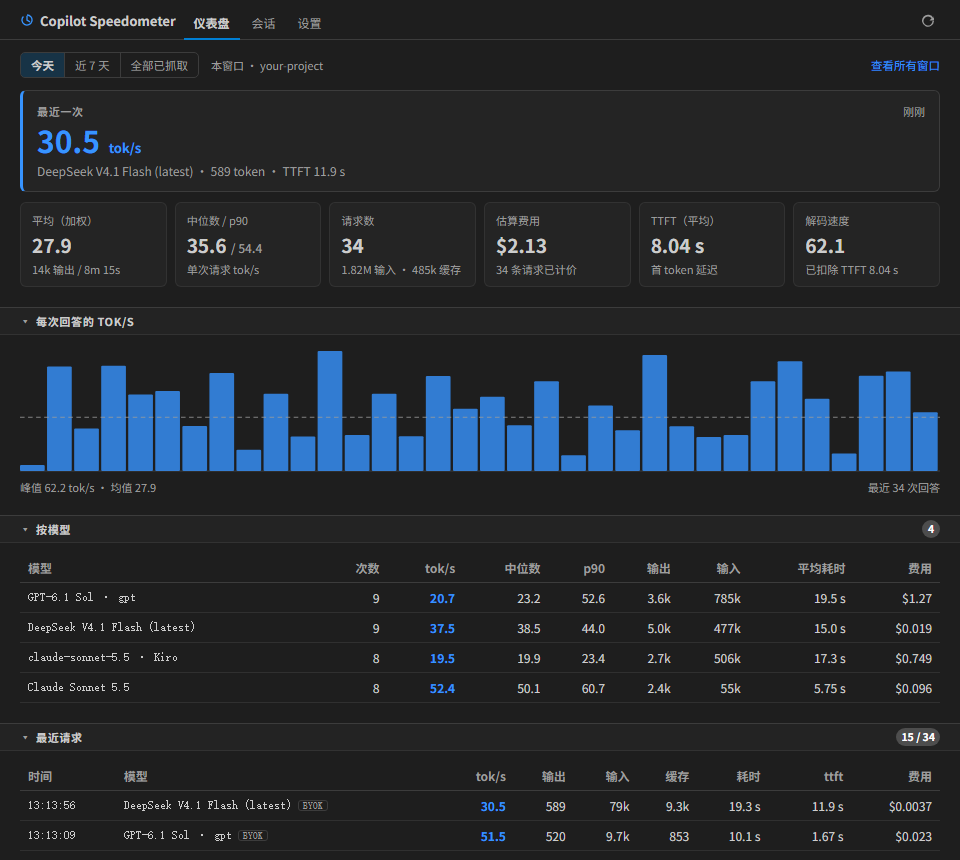 Copilot Speedometer 仪表盘 会话 设置
今天 近 7 天 全部已抓取 本窗口 • your-project 查看所有窗口
最近一次 刚刚
30.5 tok/s
DeepSeek V4.1 Flash (latest) • 589 token • TTFT 11.9 s
平均（加权） 中位数 / p90 请求数 估算费用 TTFT（平均） 解码速度
27.9 35.6 / 54.4 34 $2.13 8.04 s 62.1
14k 输出 / 8m 15s 单次请求 tok/s 1.82M 输入 • 485k 缓存 34 条请求已计价 首 token 延迟 已扣除 TTFT 8.04 s
每次回答的 TOK/S
峰值 62.2 tok/s • 均值 27.9 最近 34 次回答
按模型 4
模型 次数 tok/s 中位数 p90 输出 输入 平均耗时 费用
GPT-6.1 Sol · gpt 9 20.7 23.2 52.6 3.6k 785k 19.5 s $1.27
DeepSeek V4.1 Flash (latest) 9 37.5 38.5 44.0 5.0k 477k 15.0 s $0.019
claude-sonnet-5.5 · Kiro 8 19.5 19.9 23.4 2.7k 506k 17.3 s $0.749
Claude Sonnet 5.5 8 52.4 50.1 60.7 2.4k 55k 5.75 s $0.096
最近请求 15 / 34
时间 模型 tok/s 输出 输入 缓存 耗时 ttft 费用
13:13:56 DeepSeek V4.1 Flash (latest) BYOK 30.5 589 79k 9.3k 19.3 s 11.9 s $0.0037
13:13:09 GPT-6.1 Sol · gpt BYOK 51.5 520 9.7k 853 10.1 s 1.67 s $0.023